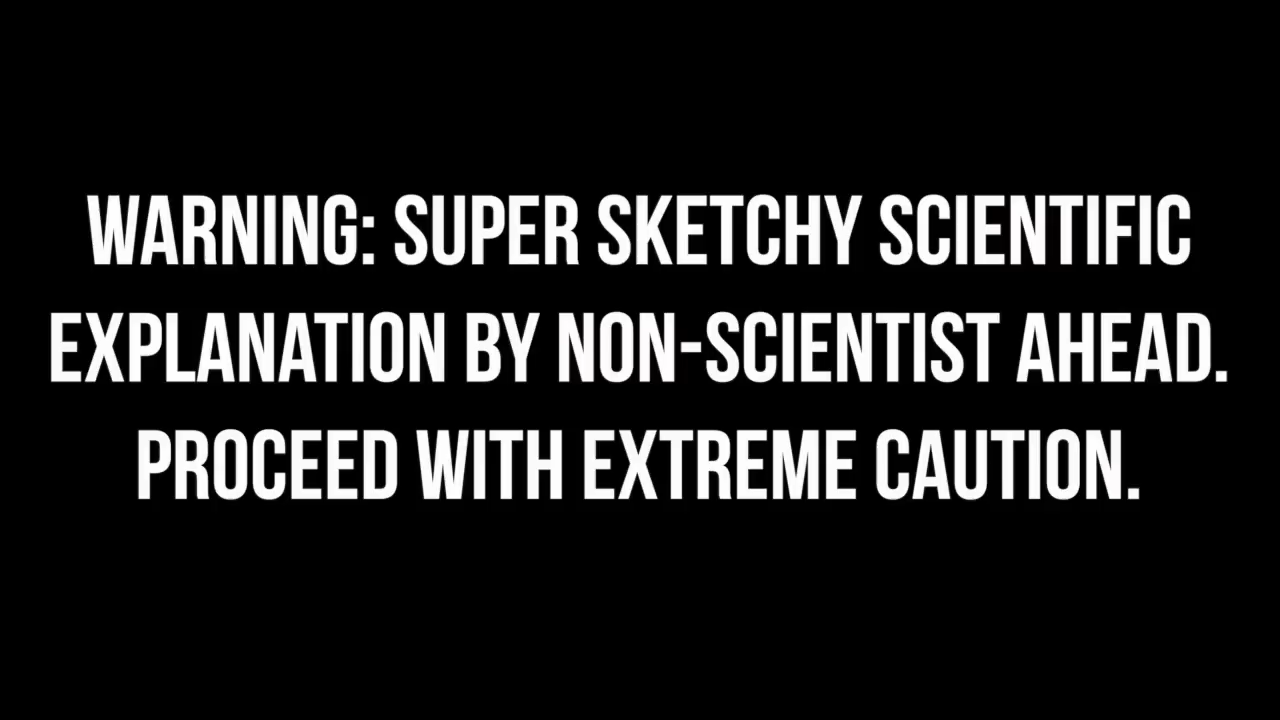 WARNING: SUPER SKETCHY SCIENTIFIC
EXPLANATION BY NON-SCIENTIST AHEAD.
PROCEED WITH EXTREME CAUTION.